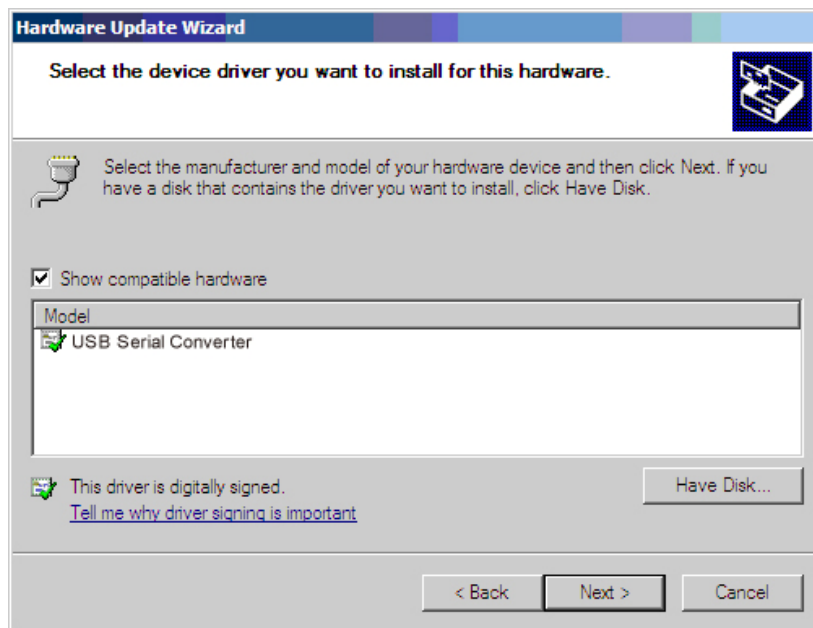 Hardware Update Wizard
Select the device driver you want to install for this hardware.
Select the manufacturer and model of your hardware device and then click Next. If you
have a disk that contains the driver you want to install, click Have Disk.
Show compatible hardware
Model
USB Serial Converter
This driver is digitally signed.
Have Disk...
Tell me why driver signing is important
< Back
Next >
Cancel